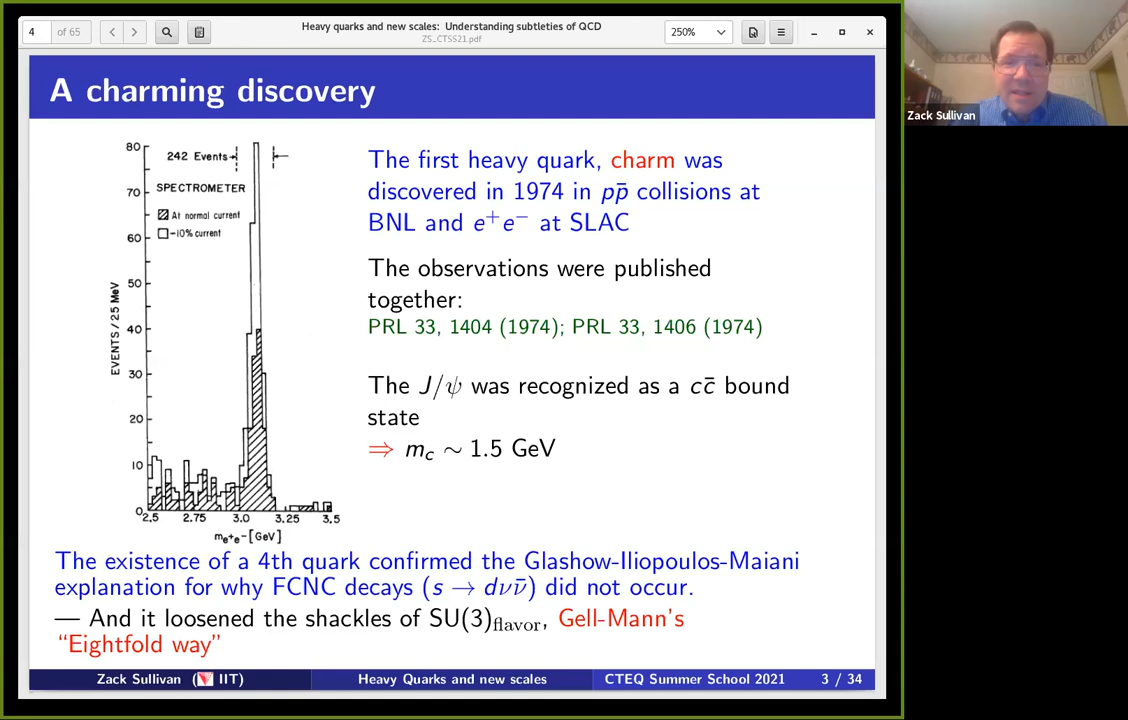 4 of 65
Heavy quarks and new scales: Understanding subtleties of QCD
ZS_CTSS21.pdf
250%
Zack Sullivan
A charming discovery
80
70
60
50
40
30
20
10
0
242 Events
SPECTROMETER
At normal current
-10% current
EVENTS / 25 MeV
2.5 2.75 3.0 3.25 3.5
me+e- [GeV]
The first heavy quark, charm was
discovered in 1974 in pp̄ collisions at
BNL and e⁺e⁻ at SLAC
The observations were published
together:
PRL 33, 1404 (1974); PRL 33, 1406 (1974)
The J/ψ was recognized as a cc̄ bound
state
⇒ mc ∼ 1.5 GeV
The existence of a 4th quark confirmed the Glashow-Iliopoulos-Maiani
explanation for why FCNC decays (s → dνν̄) did not occur.
— And it loosened the shackles of SU(3)flavor, Gell-Mann's
“Eightfold way”
Zack Sullivan (IIT) Heavy Quarks and new scales CTEQ Summer School 2021 3 / 34